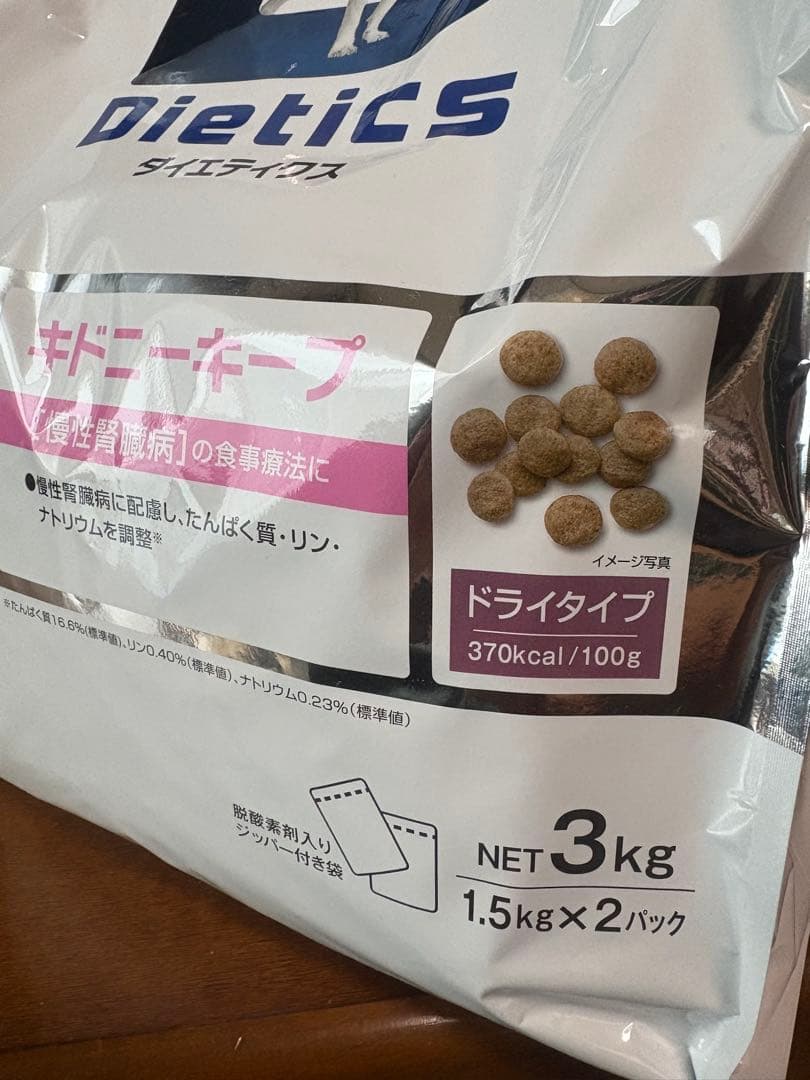 DietiCS
ダイエティクス
キドニーキープ
[慢性腎臓病]の食事療法に
●慢性腎臓病に配慮し、たんぱく質・リン・
ナトリウムを調整※
イメージ写真
ドライタイプ
370kcal/100g
※たんぱく質16.6%(標準値)、リン0.40%(標準値)、ナトリウム0.23%(標準値)
脱酸素剤入り
ジッパー付き袋
NET 3kg
1.5kg×2パック